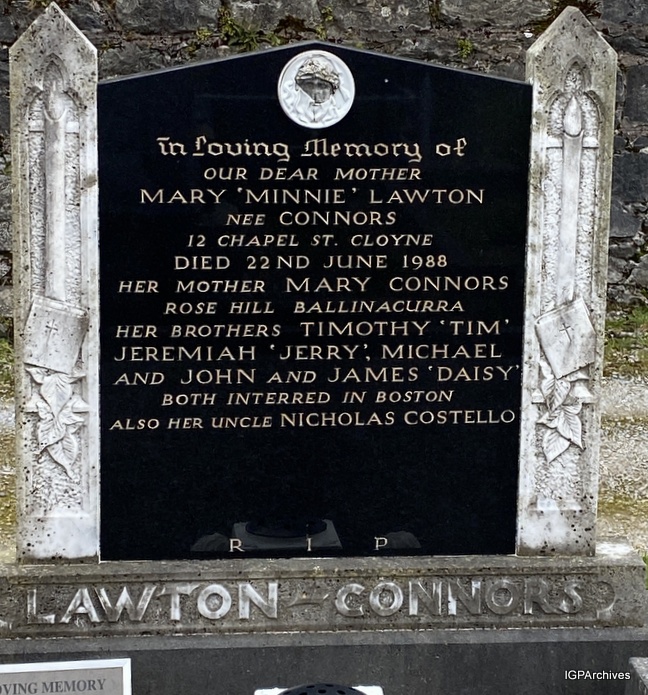 In Loving Memory of
OUR DEAR MOTHER
MARY 'MINNIE' LAWTON
NEE CONNORS
12 CHAPEL ST. CLOYNE
DIED 22ND JUNE 1988
HER MOTHER MARY CONNORS
ROSE HILL BALLINACURRA
HER BROTHERS TIMOTHY 'TIM'
JEREMIAH 'JERRY', MICHAEL
AND JOHN AND JAMES 'DAISY'
BOTH INTERRED IN BOSTON
ALSO HER UNCLE NICHOLAS COSTELLO
R I P
LAWTON - CONNORS
OVING MEMORY
IGPArchives